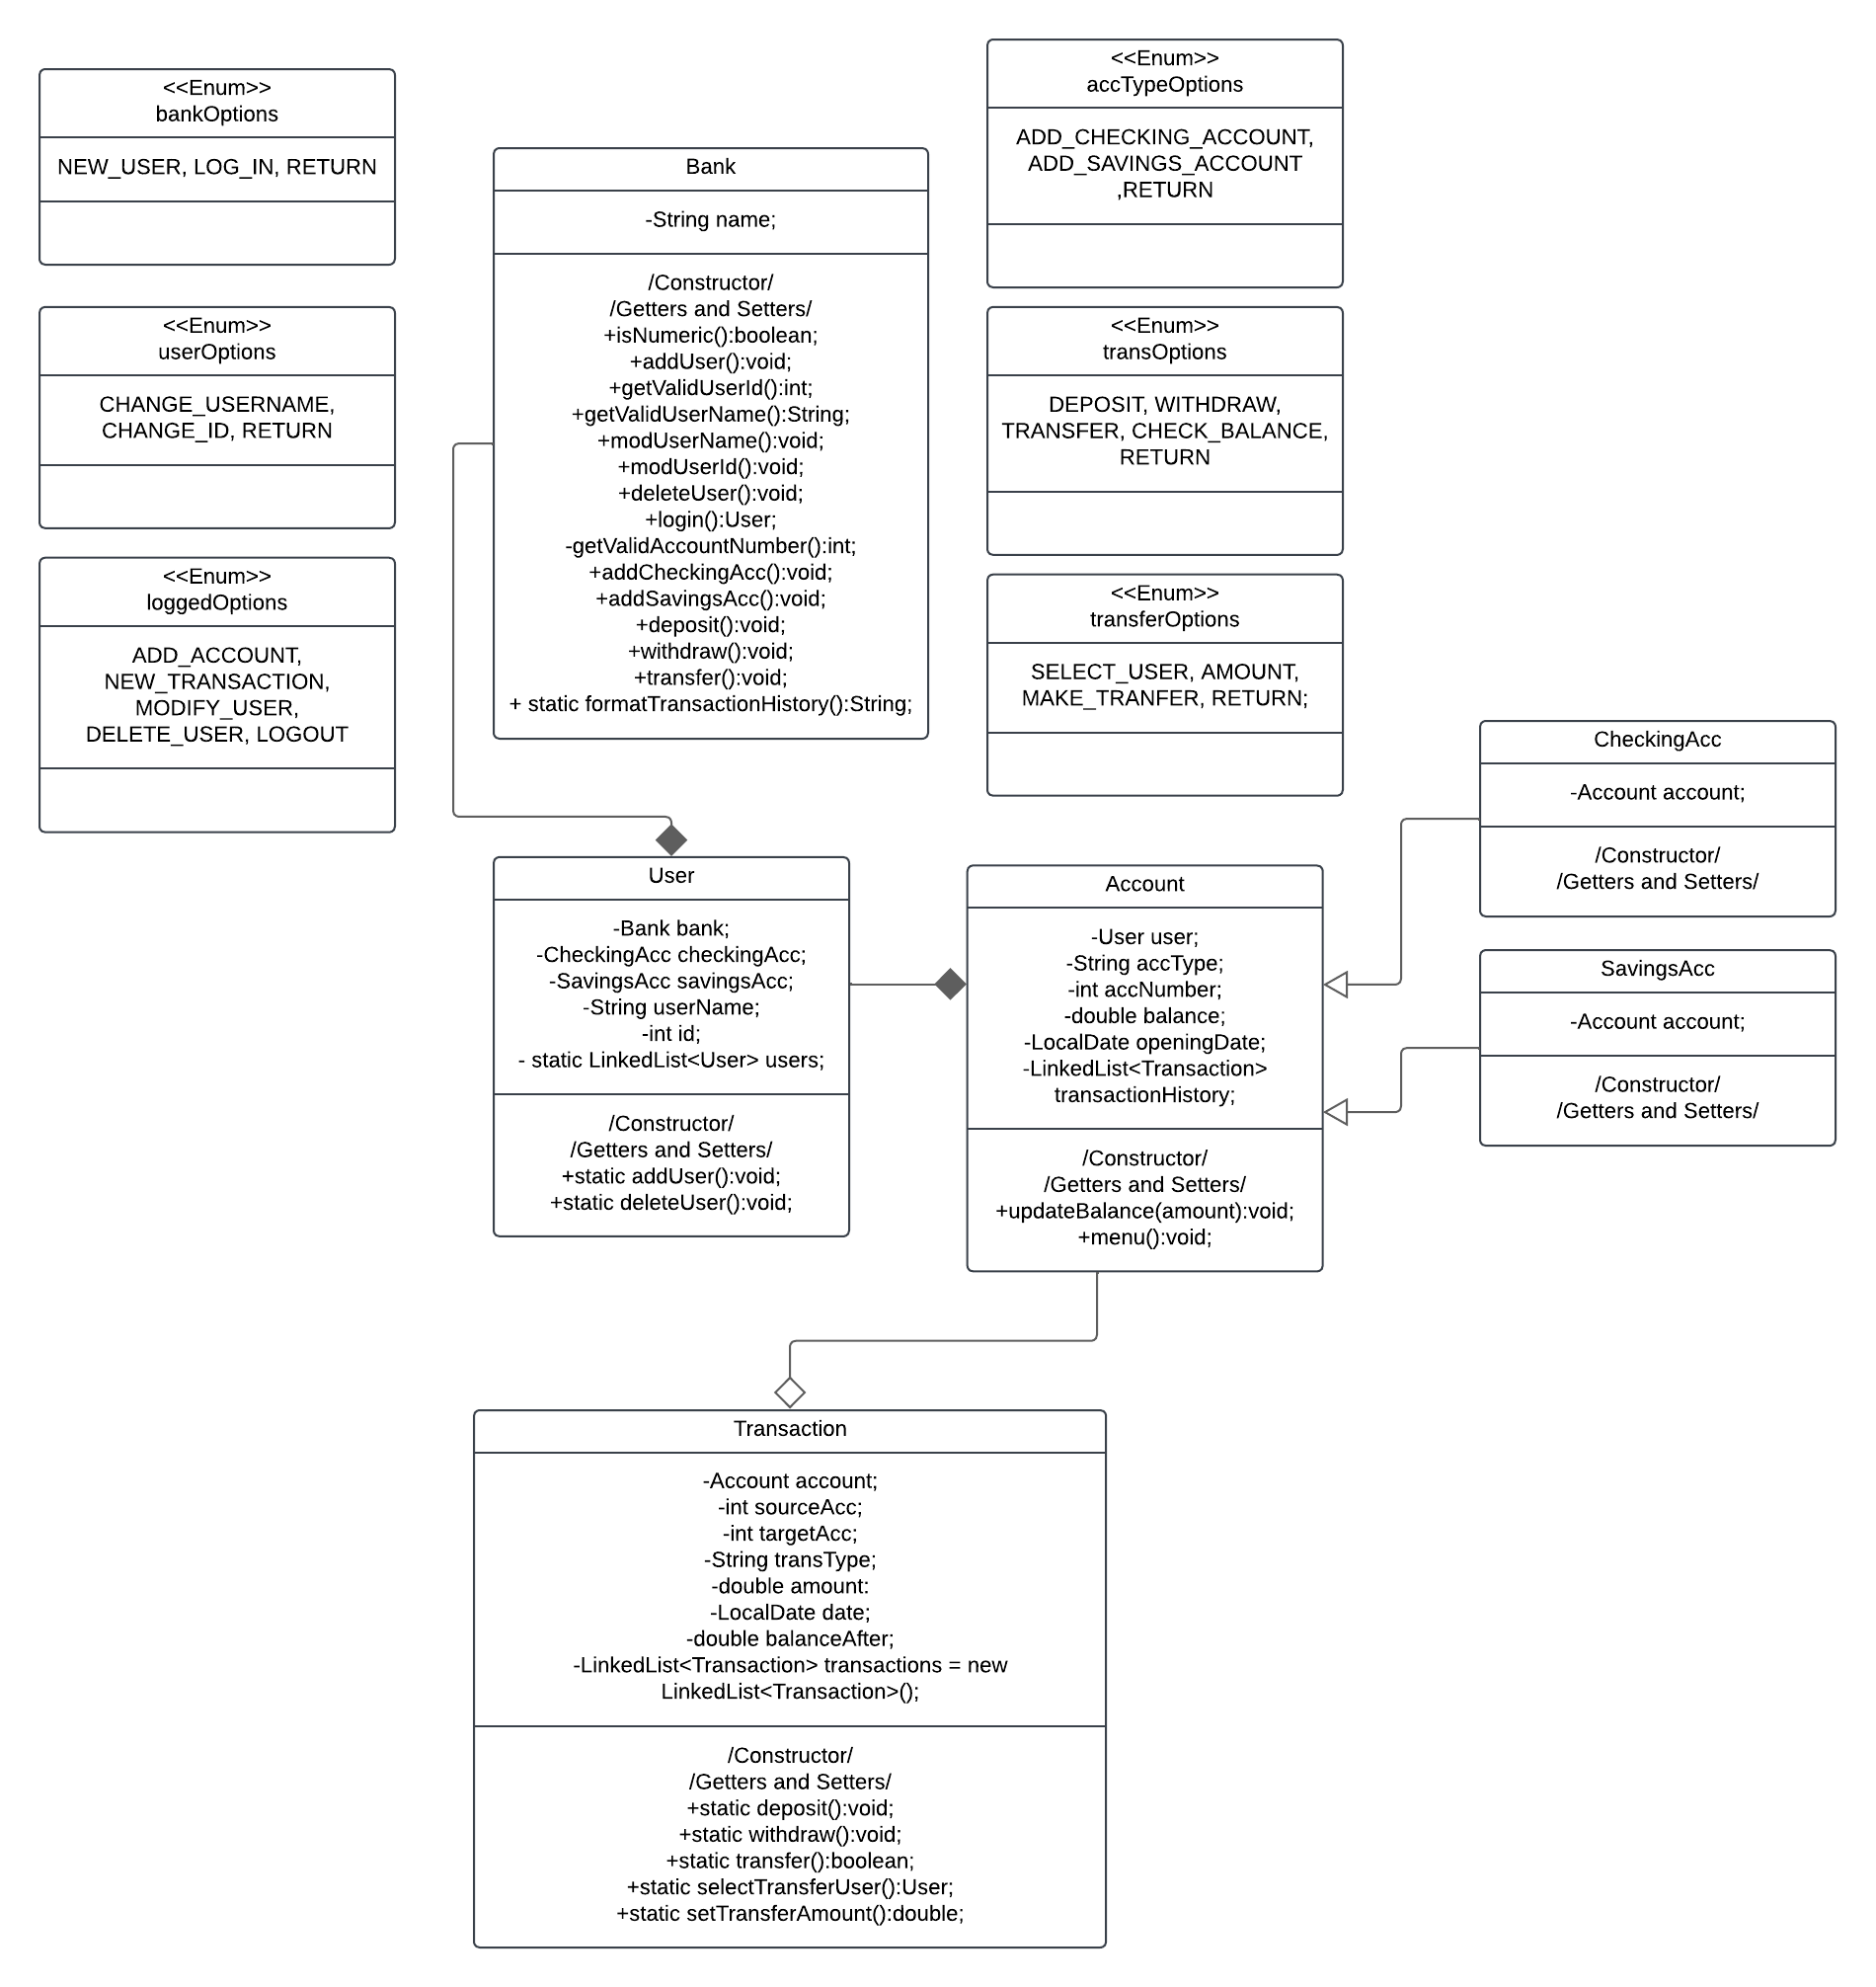 <<Enum>>
bankOptions
NEW_USER, LOG_IN, RETURN
<<Enum>>
userOptions
CHANGE_USERNAME,
CHANGE_ID, RETURN
<<Enum>>
loggedOptions
ADD_ACCOUNT,
NEW_TRANSACTION,
MODIFY_USER,
DELETE_USER, LOGOUT
Bank
-String name;
/Constructor/
/Getters and Setters/
+isNumeric():boolean;
+addUser():void;
+getValidUserId():int;
+getValidUserName():String;
+modUserName():void;
+modUserId():void;
+deleteUser():void;
+login():User;
-getValidAccountNumber():int;
+addCheckingAcc():void;
+addSavingsAcc():void;
+deposit():void;
+withdraw():void;
+transfer():void;
+ static formatTransactionHistory():String;
<<Enum>>
accTypeOptions
ADD_CHECKING_ACCOUNT,
ADD_SAVINGS_ACCOUNT
,RETURN
<<Enum>>
transOptions
DEPOSIT, WITHDRAW,
TRANSFER, CHECK_BALANCE,
RETURN
<<Enum>>
transferOptions
SELECT_USER, AMOUNT,
MAKE_TRANFER, RETURN;
CheckingAcc
-Account account;
/Constructor/
/Getters and Setters/
User
-Bank bank;
-CheckingAcc checkingAcc;
-SavingsAcc savingsAcc;
-String userName;
-int id;
- static LinkedList<User> users;
/Constructor/
/Getters and Setters/
+static addUser():void;
+static deleteUser():void;
Account
-User user;
-String accType;
-int accNumber;
-double balance;
-LocalDate openingDate;
-LinkedList<Transaction>
transactionHistory;
/Constructor/
/Getters and Setters/
+updateBalance(amount):void;
+menu():void;
SavingsAcc
-Account account;
/Constructor/
/Getters and Setters/
Transaction
-Account account;
-int sourceAcc;
-int targetAcc;
-String transType;
-double amount:
-LocalDate date;
-double balanceAfter;
-LinkedList<Transaction> transactions = new
LinkedList<Transaction>();
/Constructor/
/Getters and Setters/
+static deposit():void;
+static withdraw():void;
+static transfer():boolean;
+static selectTransferUser():User;
+static setTransferAmount():double;